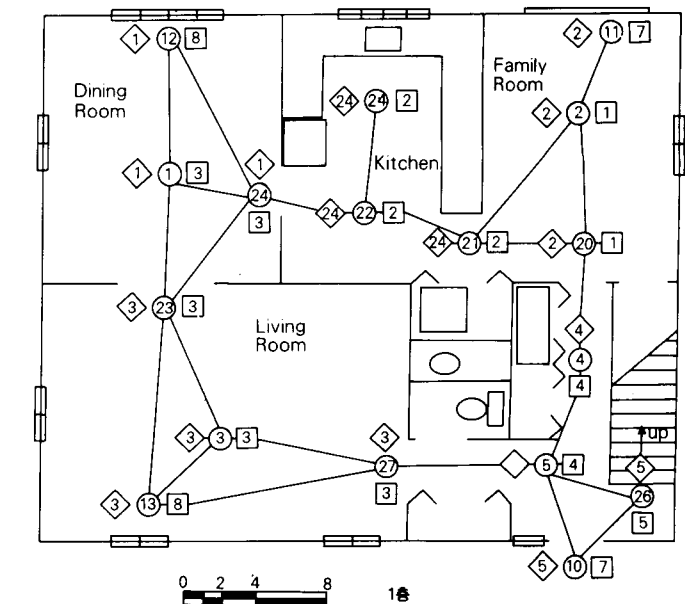 1 12 8
2 11 7
Dining
Room
Family
Room
24 24 2
2 2 1
Kitchen
1 1 3
1
24
3
24 22 2
24 21 2
2 20 1
3 23 3
Living
Room
4
4
4
up
3 3 3
3
27
3
5 4
5
26
5
3 13 8
5 10 7
0 2 4 8
1층